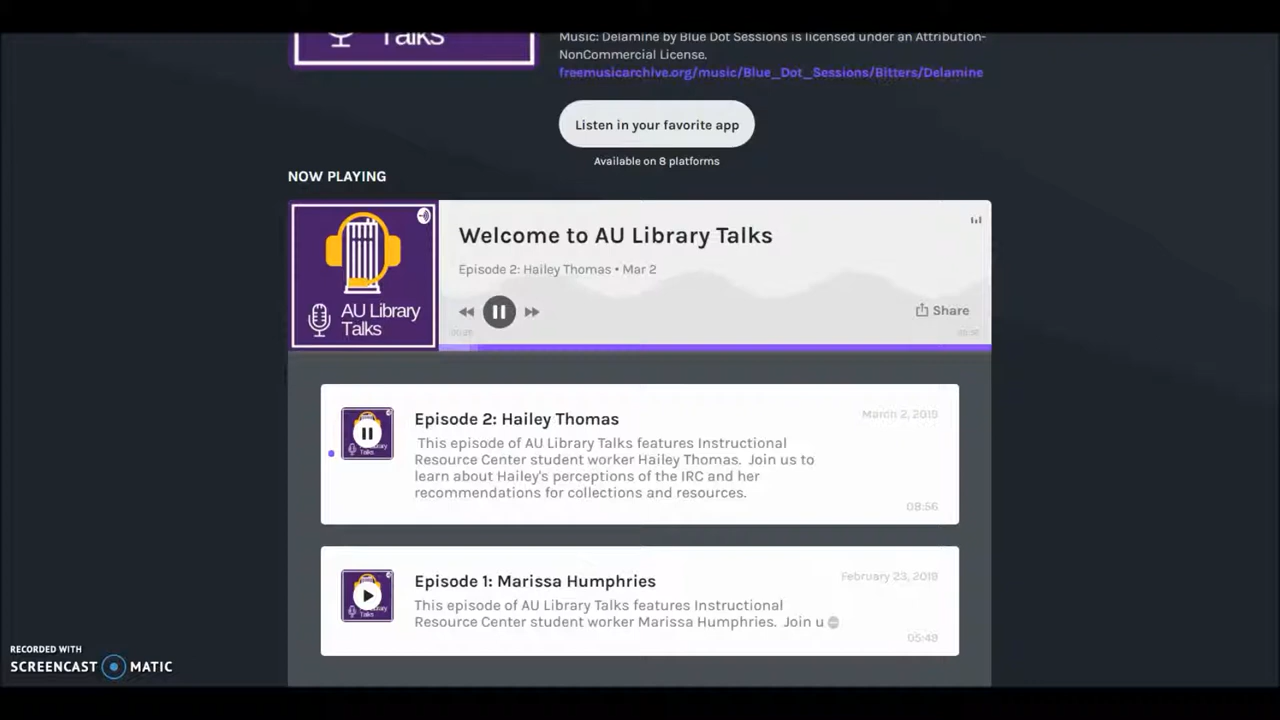 Talks
Music: Delamine by Blue Dot Sessions is licensed under an Attribution-
NonCommercial License.
freemusicarchive.org/music/Blue_Dot_Sessions/Bitters/Delamine
Listen in your favorite app
Available on 8 platforms
NOW PLAYING
AU Library
Talks
Welcome to AU Library Talks
Episode 2: Hailey Thomas • Mar 2
Share
Episode 2: Hailey Thomas
March 2, 2019
This episode of AU Library Talks features Instructional
Resource Center student worker Hailey Thomas. Join us to
learn about Hailey's perceptions of the IRC and her
recommendations for collections and resources.
08:56
Episode 1: Marissa Humphries
February 23, 2019
This episode of AU Library Talks features Instructional
Resource Center student worker Marissa Humphries. Join u
05:49
RECORDED WITH
SCREENCAST MATIC